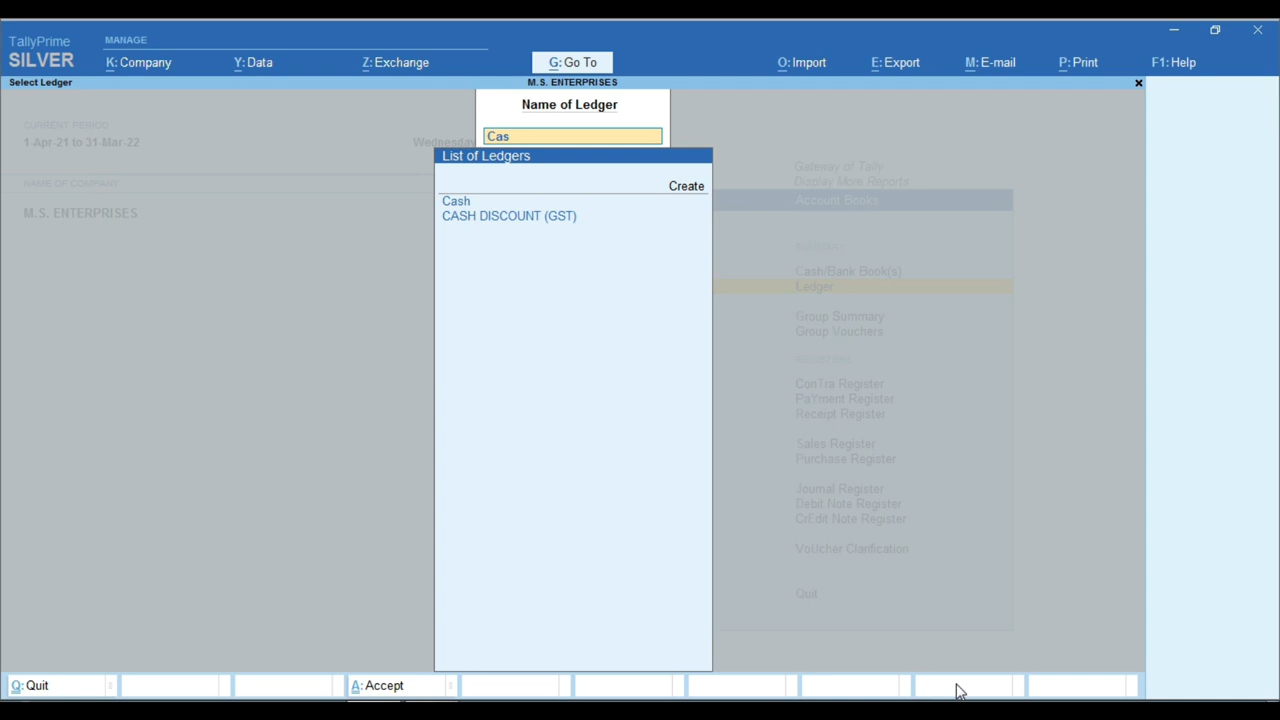 TallyPrime
SILVER
MANAGE
K: Company
Y: Data
Z: Exchange
G: Go To
O: Import
E: Export
M: E-mail
P: Print
F1: Help
Select Ledger
M.S. ENTERPRISES
Name of Ledger
Cas
List of Ledgers
Create
Cash
CASH DISCOUNT (GST)
CURRENT PERIOD
1-Apr-21 to 31-Mar-22
Wednesday
NAME OF COMPANY
M.S. ENTERPRISES
Gateway of Tally
Display More Reports
Account Books
SUMMARY
Cash/Bank Book(s)
Ledger
Group Summary
Group Vouchers
REGISTERS
ConTra Register
PaYment Register
Receipt Register
Sales Register
Purchase Register
Journal Register
Debit Note Register
CrEdit Note Register
VoUcher Clarification
Quit
Q: Quit
A: Accept